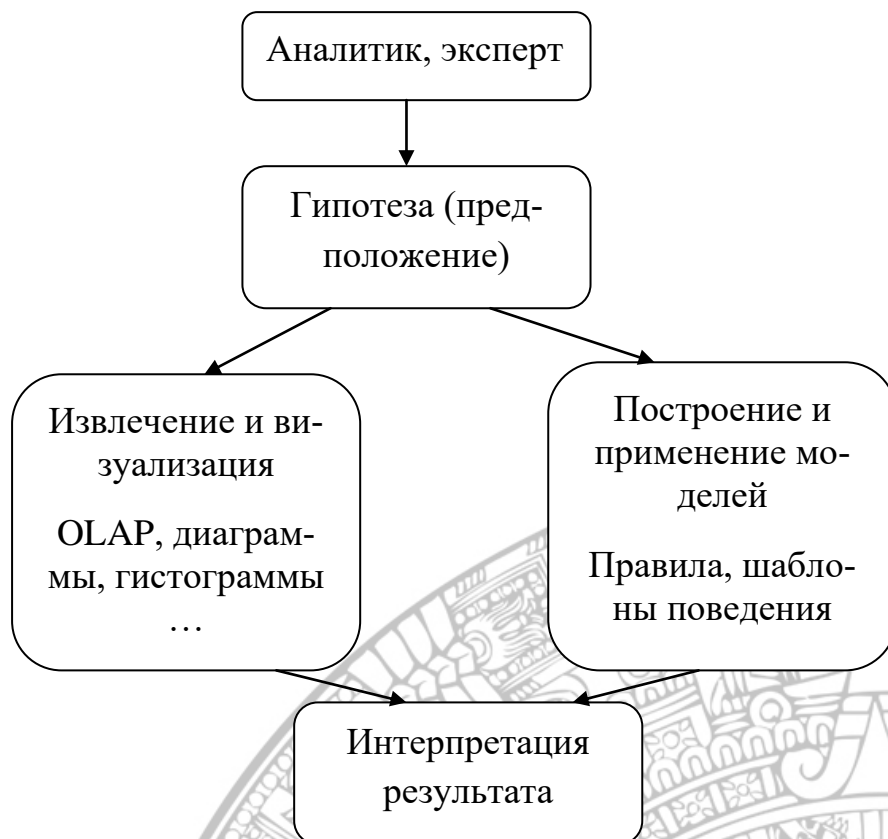 Аналитик, эксперт
Гипотеза (пред-
положение)
Извлечение и ви-
зуализация
OLAP, диаграм-
мы, гистограммы
…
Построение и
применение мо-
делей
Правила, шабло-
ны поведения
Интерпретация
результата